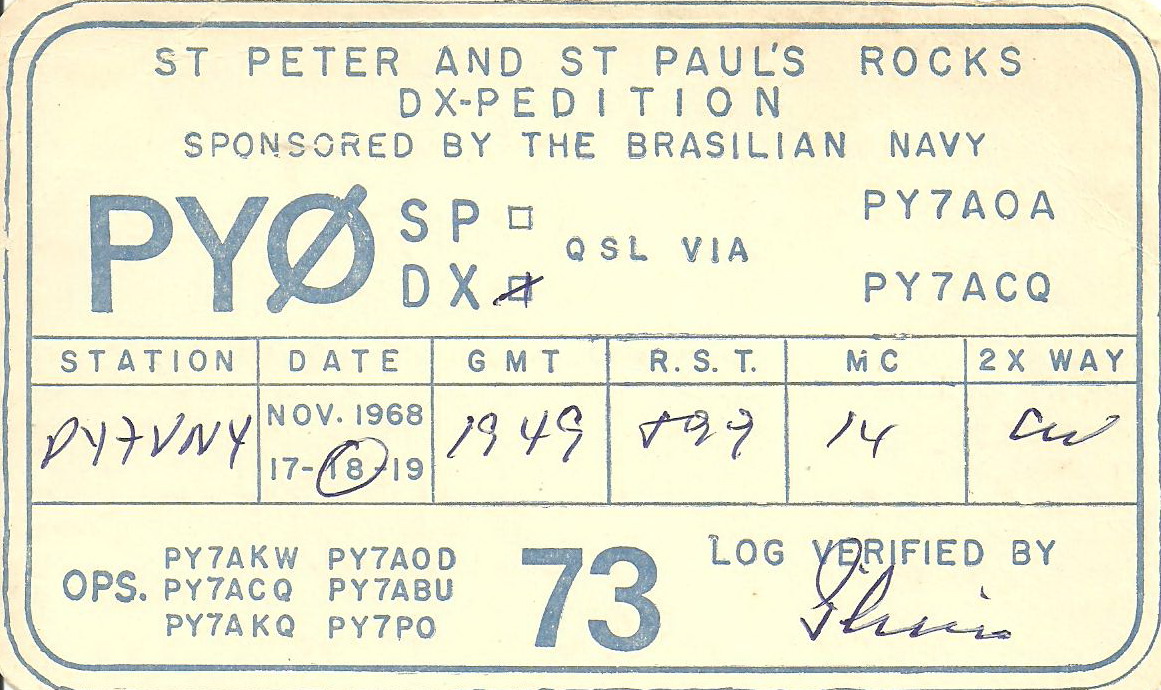 ST PETER AND ST PAUL'S ROCKS
DX-PEDITION
SPONSORED BY THE BRASILIAN NAVY
PYØ SP □ QSL VIA PY7AOA
DX PY7ACQ
STATION DATE GMT R.S.T. MC 2X WAY
PY7VNY NOV. 1968 1949 599 14 CW
17-18-19
OPS. PY7AKW PY7AOD 73 LOG VERIFIED BY
PY7ACQ PY7ABU
PY7AKQ PY7PO